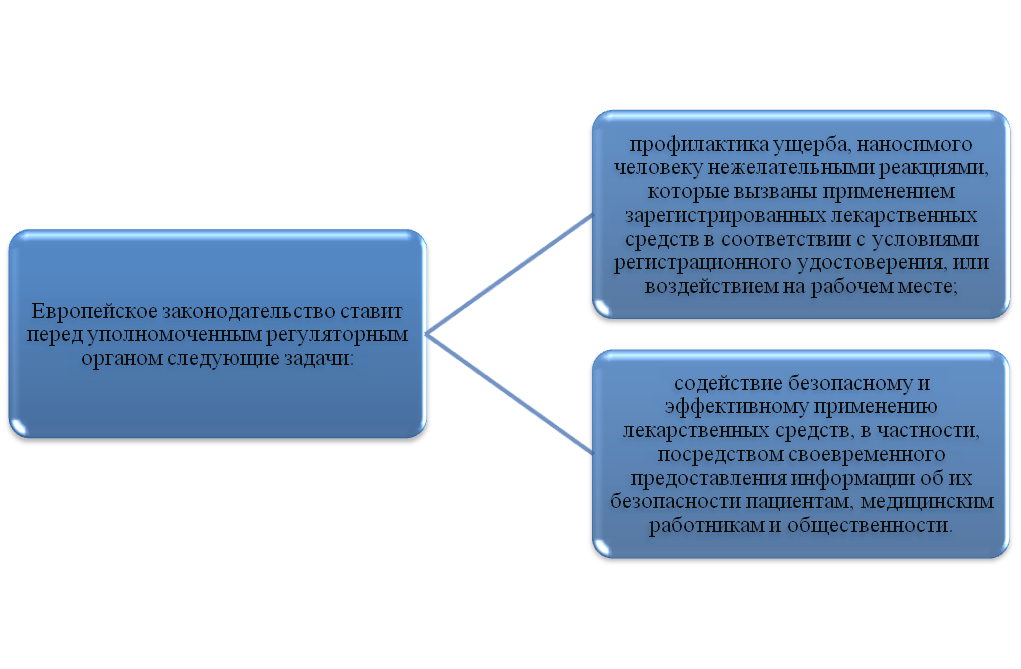 Европейское законодательство ставит
перед уполномоченным регуляторным
органом следующие задачи:
профилактика ущерба, наносимого
человеку нежелательными реакциями,
которые вызваны применением
зарегистрированных лекарственных
средств в соответствии с условиями
регистрационного удостоверения, или
воздействием на рабочем месте;
содействие безопасному и
эффективному применению
лекарственных средств, в частности,
посредством своевременного
предоставления информации об их
безопасности пациентам, медицинским
работникам и общественности.